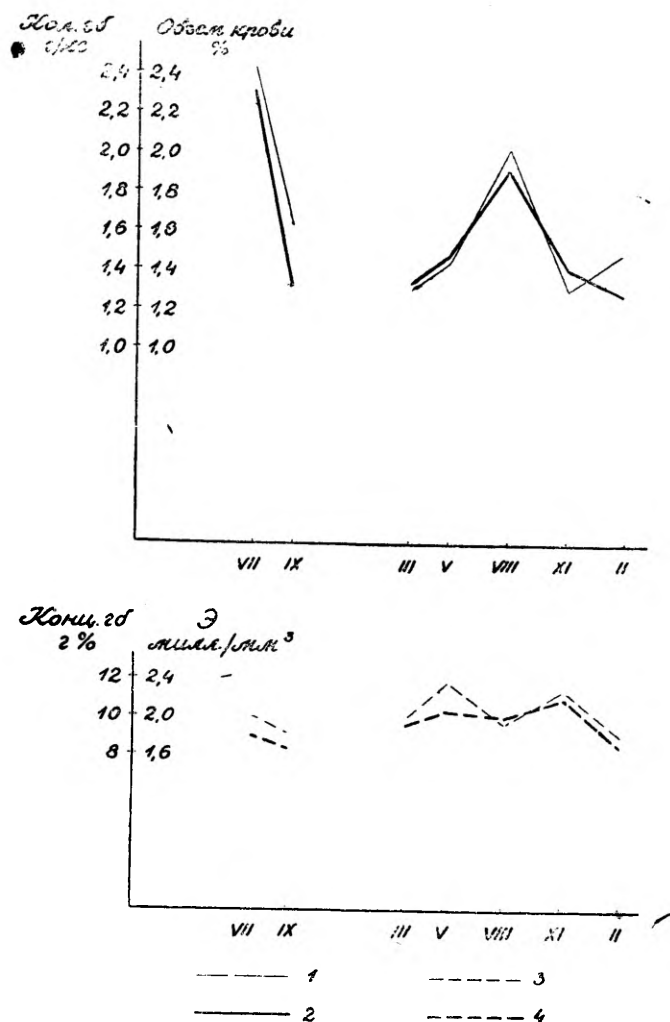 Кол. гб Объем крови
г/кг %
2,4 2,4
2,2 2,2
2,0 2,0
1,8 1,8
1,6 1,6
1,4 1,4
1,2 1,2
1,0 1,0
VII IX III V VIII XI II
Конц. гб Э
г % милл./мм³
12 2,4
10 2,0
8 1,6
VII IX III V VIII XI II
1 3
2 4